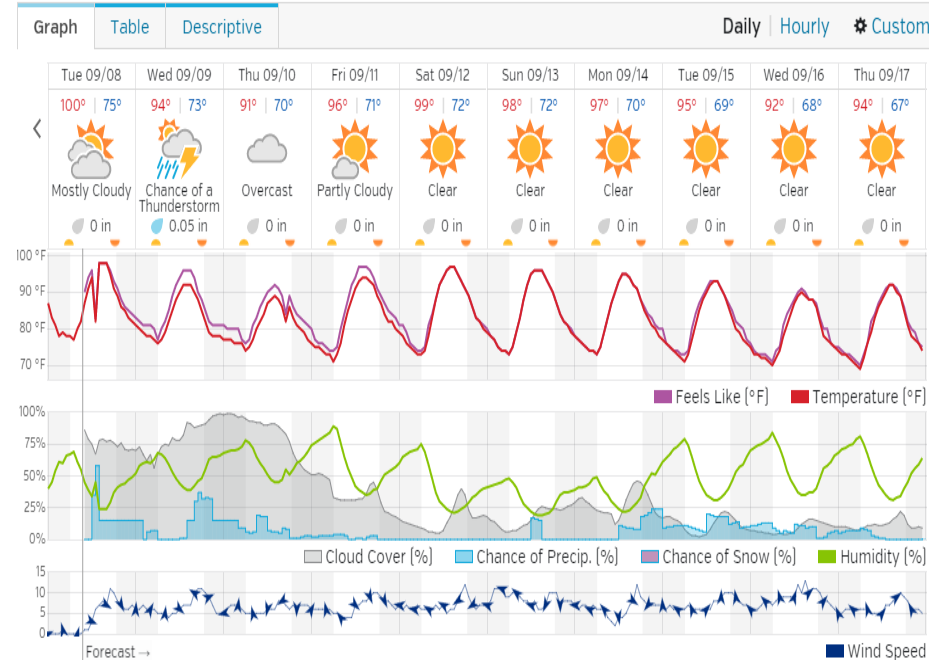 Graph Table Descriptive Daily Hourly Custom
Tue 09/08 Wed 09/09 Thu 09/10 Fri 09/11 Sat 09/12 Sun 09/13 Mon 09/14 Tue 09/15 Wed 09/16 Thu 09/17
100° | 75° 94° | 73° 91° | 70° 96° | 71° 99° | 72° 98° | 72° 97° | 70° 95° | 69° 92° | 68° 94° | 67°
Mostly Cloudy Chance of a Overcast Partly Cloudy Clear Clear Clear Clear Clear Clear
Thunderstorm
0 in 0.05 in 0 in 0 in 0 in 0 in 0 in 0 in 0 in 0 in
100 °F
90 °F
80 °F
70 °F
Feels Like (°F) Temperature (°F)
100%
75%
50%
25%
0%
Cloud Cover (%) Chance of Precip. (%) Chance of Snow (%) Humidity (%)
15
10
5
0
Forecast → Wind Speed